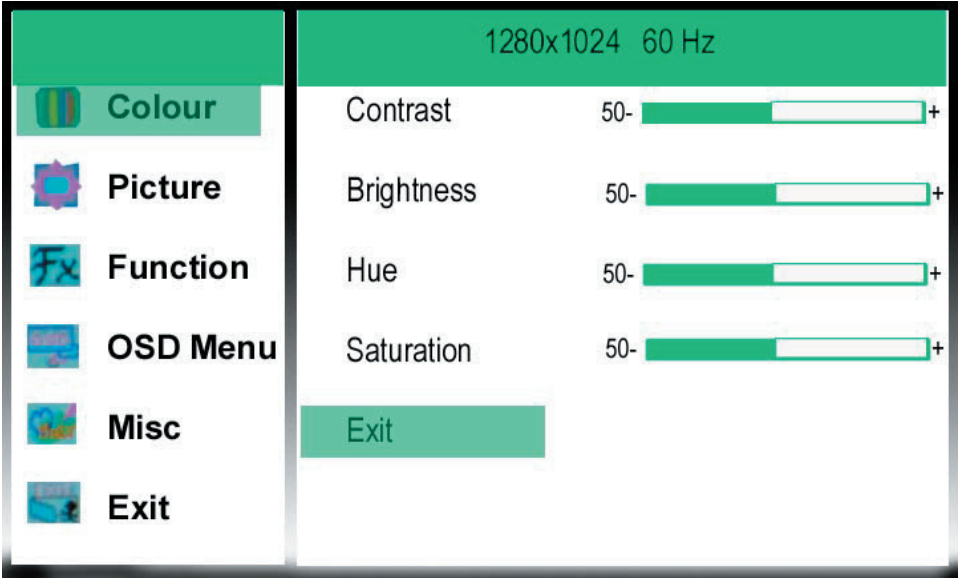 1280x1024 60 Hz
Colour
Picture
Function
OSD Menu
Misc
Exit
Contrast 50- +
Brightness 50- +
Hue 50- +
Saturation 50- +
Exit